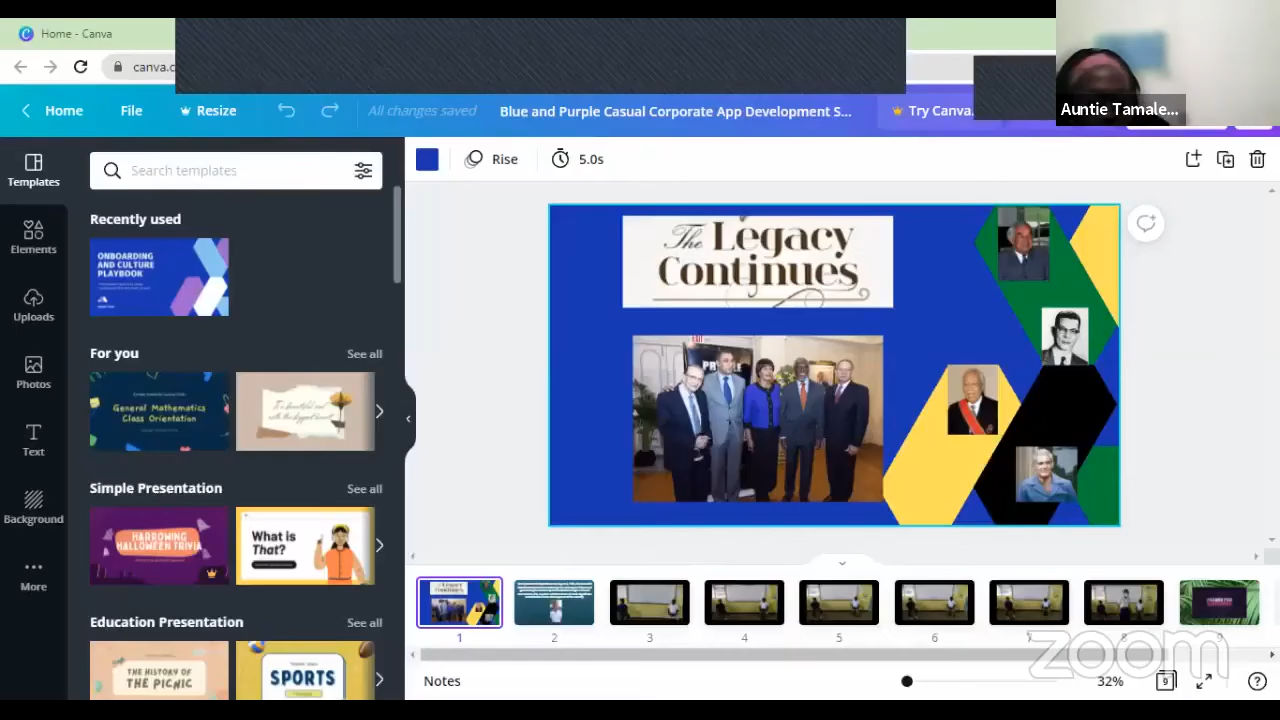 Home - Canva
canva.c
Auntie Tamale...
Home
File
Resize
All changes saved
Blue and Purple Casual Corporate App Development S...
Try Canva.
Templates
Search templates
Rise
5.0s
Recently used
Elements
ONBOARDING
AND CULTURE
PLAYBOOK
The Legacy
Continues
Uploads
For you
See all
Photos
General Mathematics
Class Orientation
Text
Simple Presentation
See all
Background
HARROWING
HALLOWEEN TRIVIA
What is
That?
More
Education Presentation
See all
THE HISTORY OF
THE PICNIC
SPORTS
1
2
3
4
5
6
7
8
9
zoom
Notes
32%
9